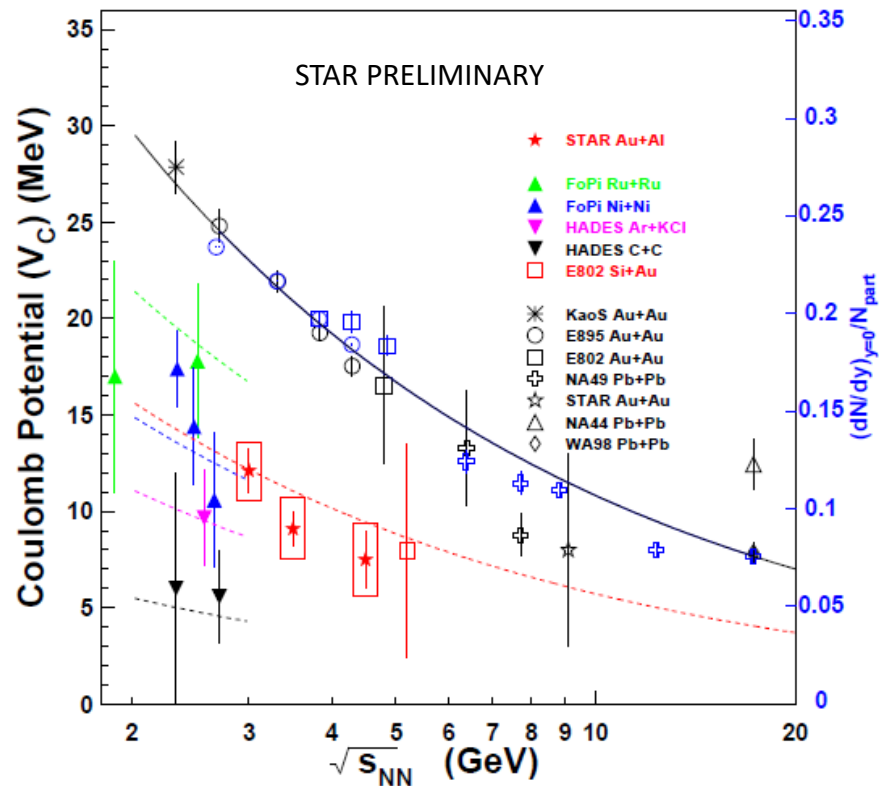 STAR PRELIMINARY
Coulomb Potential (V_C) (MeV)
35
30
25
20
15
10
5
0
STAR Au+Al
FoPi Ru+Ru
FoPi Ni+Ni
HADES Ar+KCl
HADES C+C
E802 Si+Au
KaoS Au+Au
E895 Au+Au
E802 Au+Au
NA49 Pb+Pb
STAR Au+Au
NA44 Pb+Pb
WA98 Pb+Pb
0.35
0.3
0.25
0.2
0.15
0.1
0.05
0
(dN/dy)_{y=0}/N_{part}
2 3 4 5 6 7 8 9 10 20
√s_{NN} (GeV)